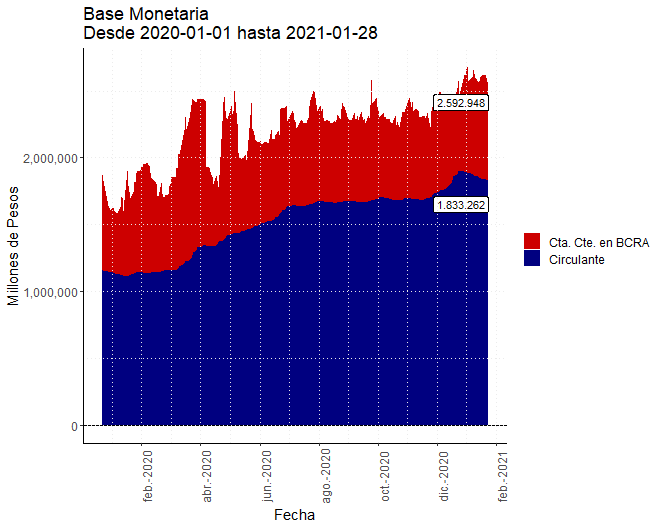 Base Monetaria
Desde 2020-01-01 hasta 2021-01-28
Millones de Pesos
2,000,000
1,000,000
0
2.592.948
1.833.262
Cta. Cte. en BCRA
Circulante
feb.-2020
abr.-2020
jun.-2020
ago.-2020
oct.-2020
dic.-2020
feb.-2021
Fecha